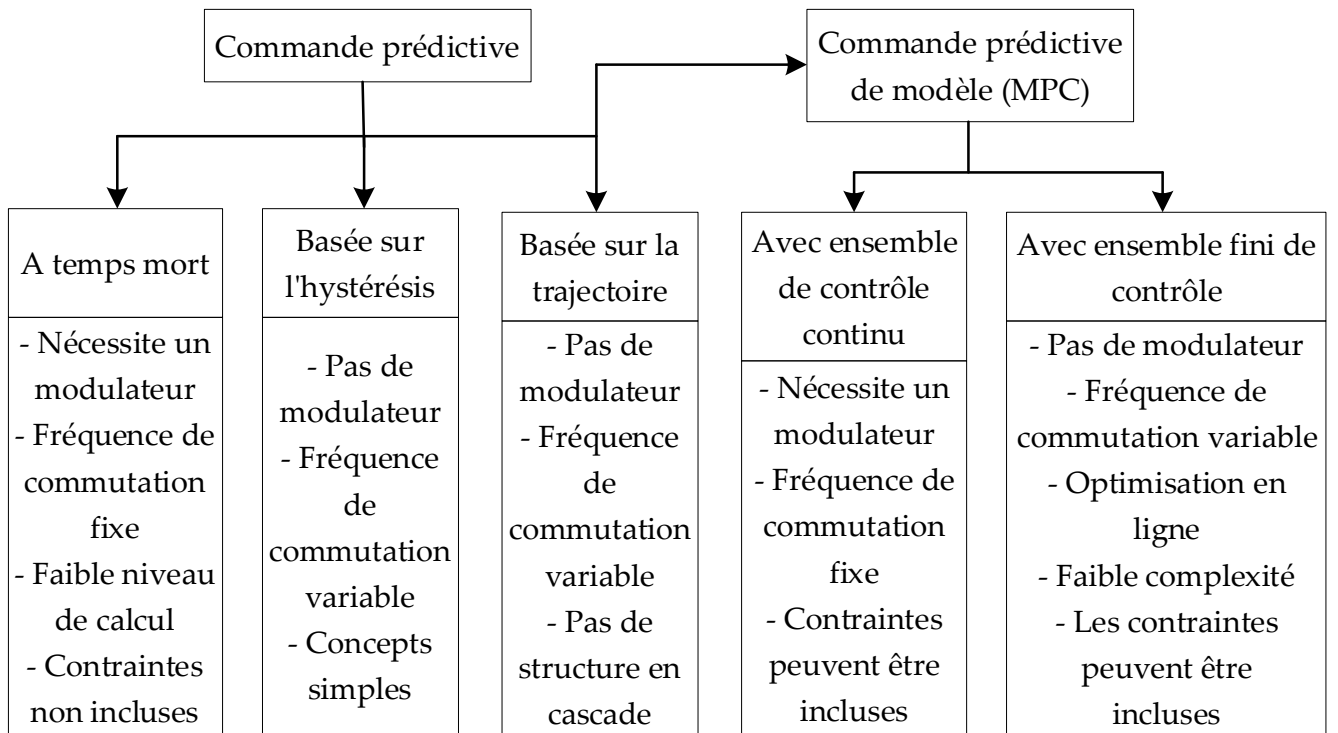 Commande prédictive
Commande prédictive
de modèle (MPC)
A temps mort
- Nécessite un
modulateur
- Fréquence de
commutation
fixe
- Faible niveau
de calcul
- Contraintes
non incluses
Basée sur
l'hystérésis
- Pas de
modulateur
- Fréquence
de
commutation
variable
- Concepts
simples
Basée sur la
trajectoire
- Pas de
modulateur
- Fréquence
de
commutation
variable
- Pas de
structure en
cascade
Avec ensemble
de contrôle
continu
- Nécessite un
modulateur
- Fréquence de
commutation
fixe
- Contraintes
peuvent être
incluses
Avec ensemble fini de
contrôle
- Pas de modulateur
- Fréquence de
commutation variable
- Optimisation en
ligne
- Faible complexité
- Les contraintes
peuvent être
incluses